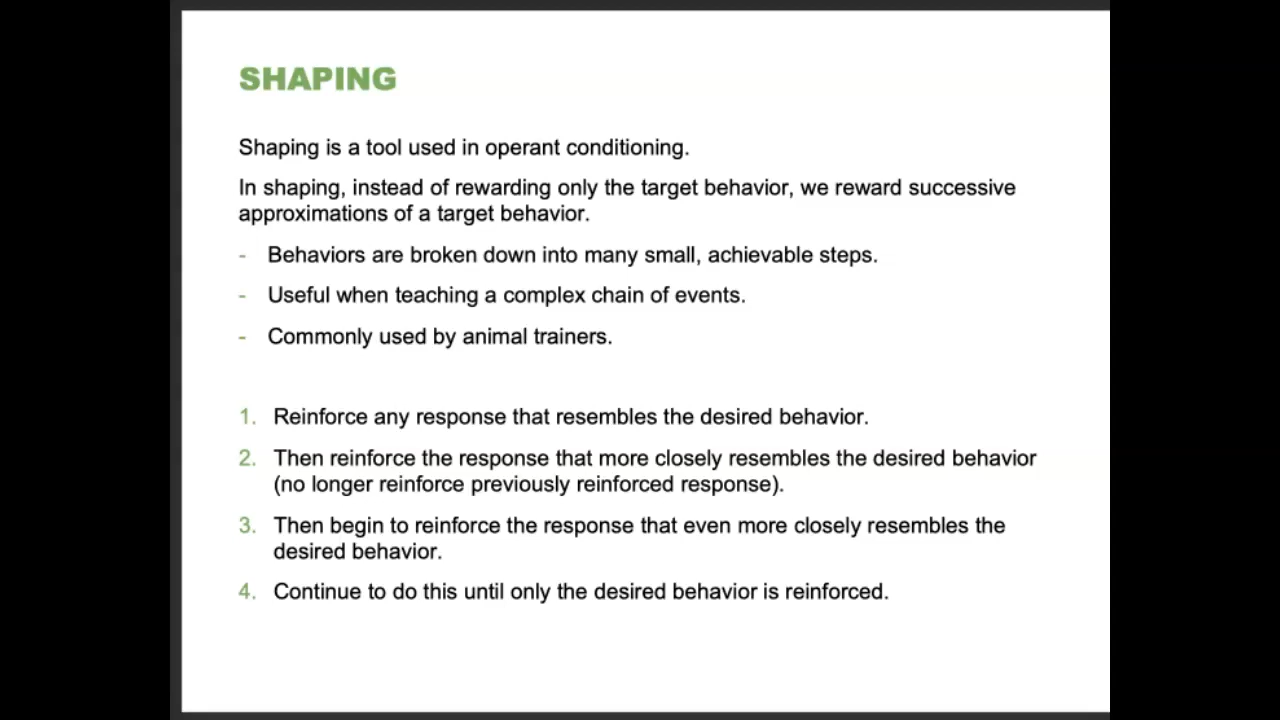 SHAPING
Shaping is a tool used in operant conditioning.
In shaping, instead of rewarding only the target behavior, we reward successive
approximations of a target behavior.
- Behaviors are broken down into many small, achievable steps.
- Useful when teaching a complex chain of events.
- Commonly used by animal trainers.
1. Reinforce any response that resembles the desired behavior.
2. Then reinforce the response that more closely resembles the desired behavior
(no longer reinforce previously reinforced response).
3. Then begin to reinforce the response that even more closely resembles the
desired behavior.
4. Continue to do this until only the desired behavior is reinforced.